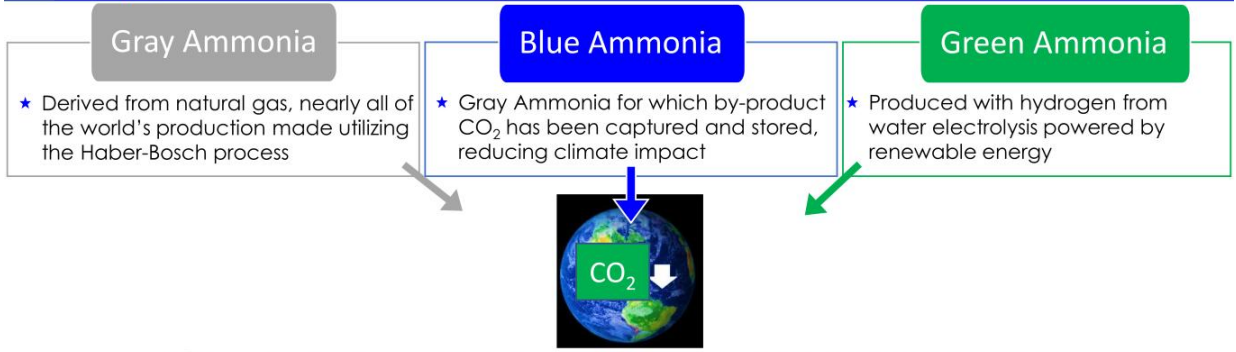 Gray Ammonia
★ Derived from natural gas, nearly all of
the world's production made utilizing
the Haber-Bosch process
Blue Ammonia
★ Gray Ammonia for which by-product
CO₂ has been captured and stored,
reducing climate impact
Green Ammonia
★ Produced with hydrogen from
water electrolysis powered by
renewable energy
CO₂